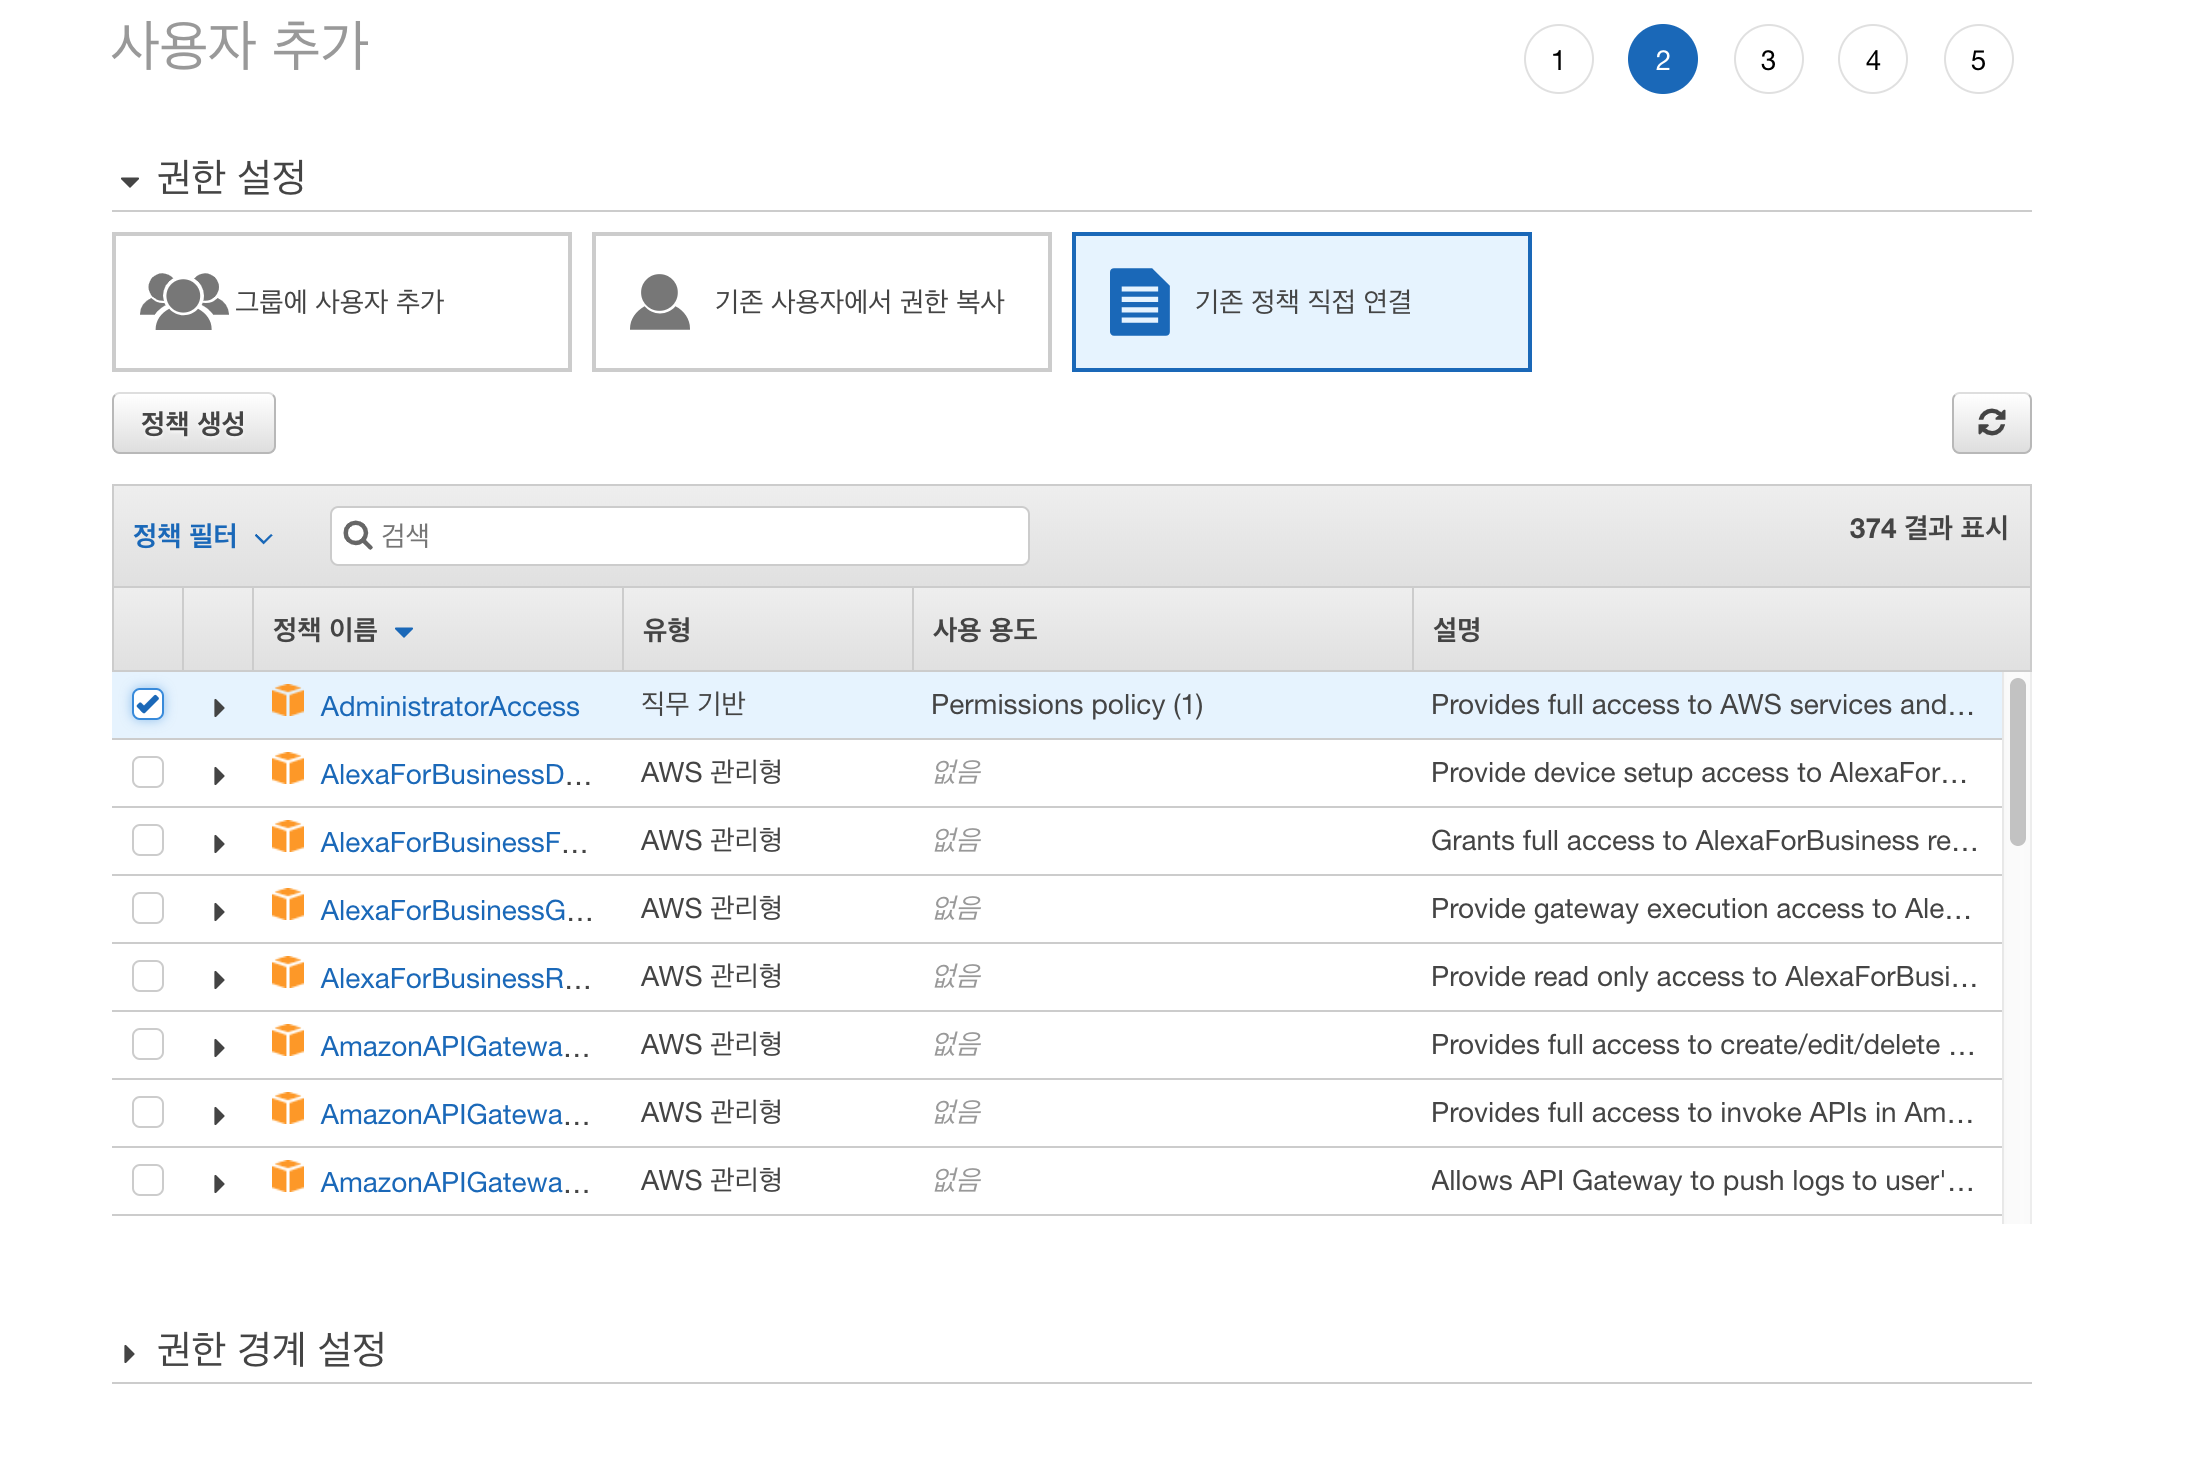 사용자 추가
1 2 3 4 5
권한 설정
그룹에 사용자 추가
기존 사용자에서 권한 복사
기존 정책 직접 연결
정책 생성
정책 필터 검색 374 결과 표시
정책 이름 유형 사용 용도 설명
AdministratorAccess 직무 기반 Permissions policy (1) Provides full access to AWS services and...
AlexaForBusinessD... AWS 관리형 없음 Provide device setup access to AlexaFor...
AlexaForBusinessF... AWS 관리형 없음 Grants full access to AlexaForBusiness re...
AlexaForBusinessG... AWS 관리형 없음 Provide gateway execution access to Ale...
AlexaForBusinessR... AWS 관리형 없음 Provide read only access to AlexaForBusi...
AmazonAPIGatewa... AWS 관리형 없음 Provides full access to create/edit/delete ...
AmazonAPIGatewa... AWS 관리형 없음 Provides full access to invoke APIs in Am...
AmazonAPIGatewa... AWS 관리형 없음 Allows API Gateway to push logs to user'...
권한 경계 설정